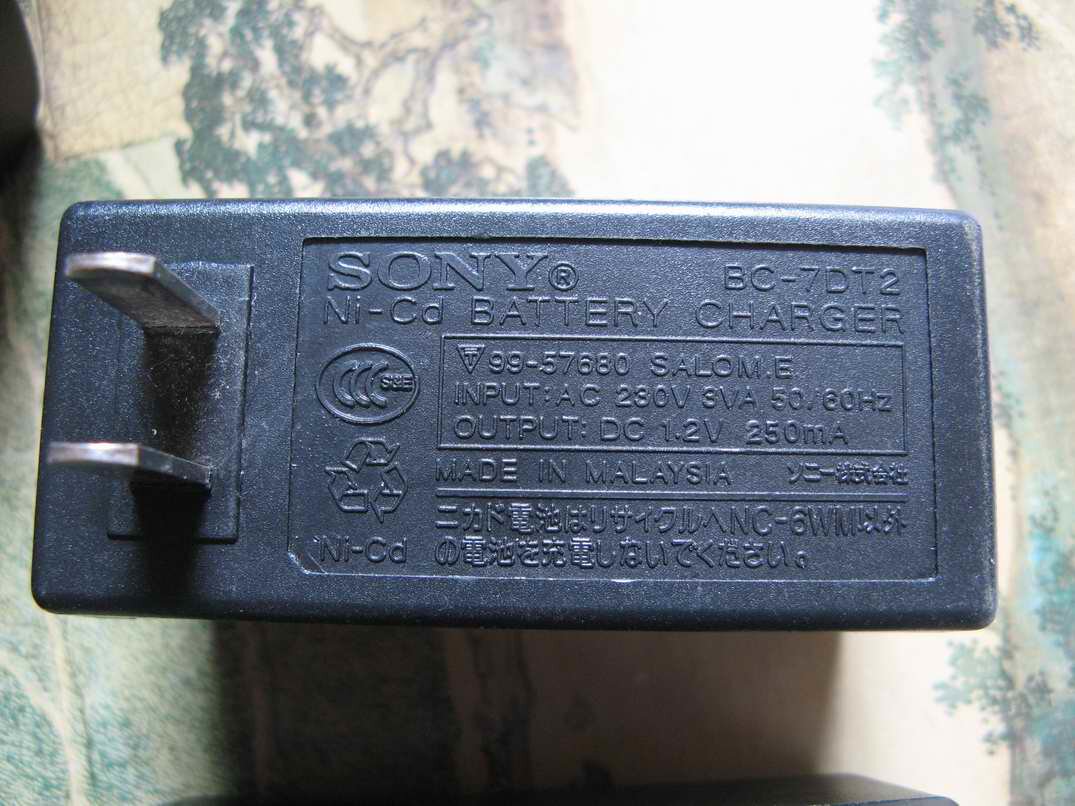 SONY®
BC-7DT2
Ni-Cd BATTERY CHARGER
S&E
99-57680 SALOM.E
INPUT: AC 230V 3VA 50/60Hz
OUTPUT: DC 1.2V 250mA
MADE IN MALAYSIA ソニー株式会社
Ni-Cd
ニカド電池はリサイクルへNC-6WM以外
の電池を充電しないでください。